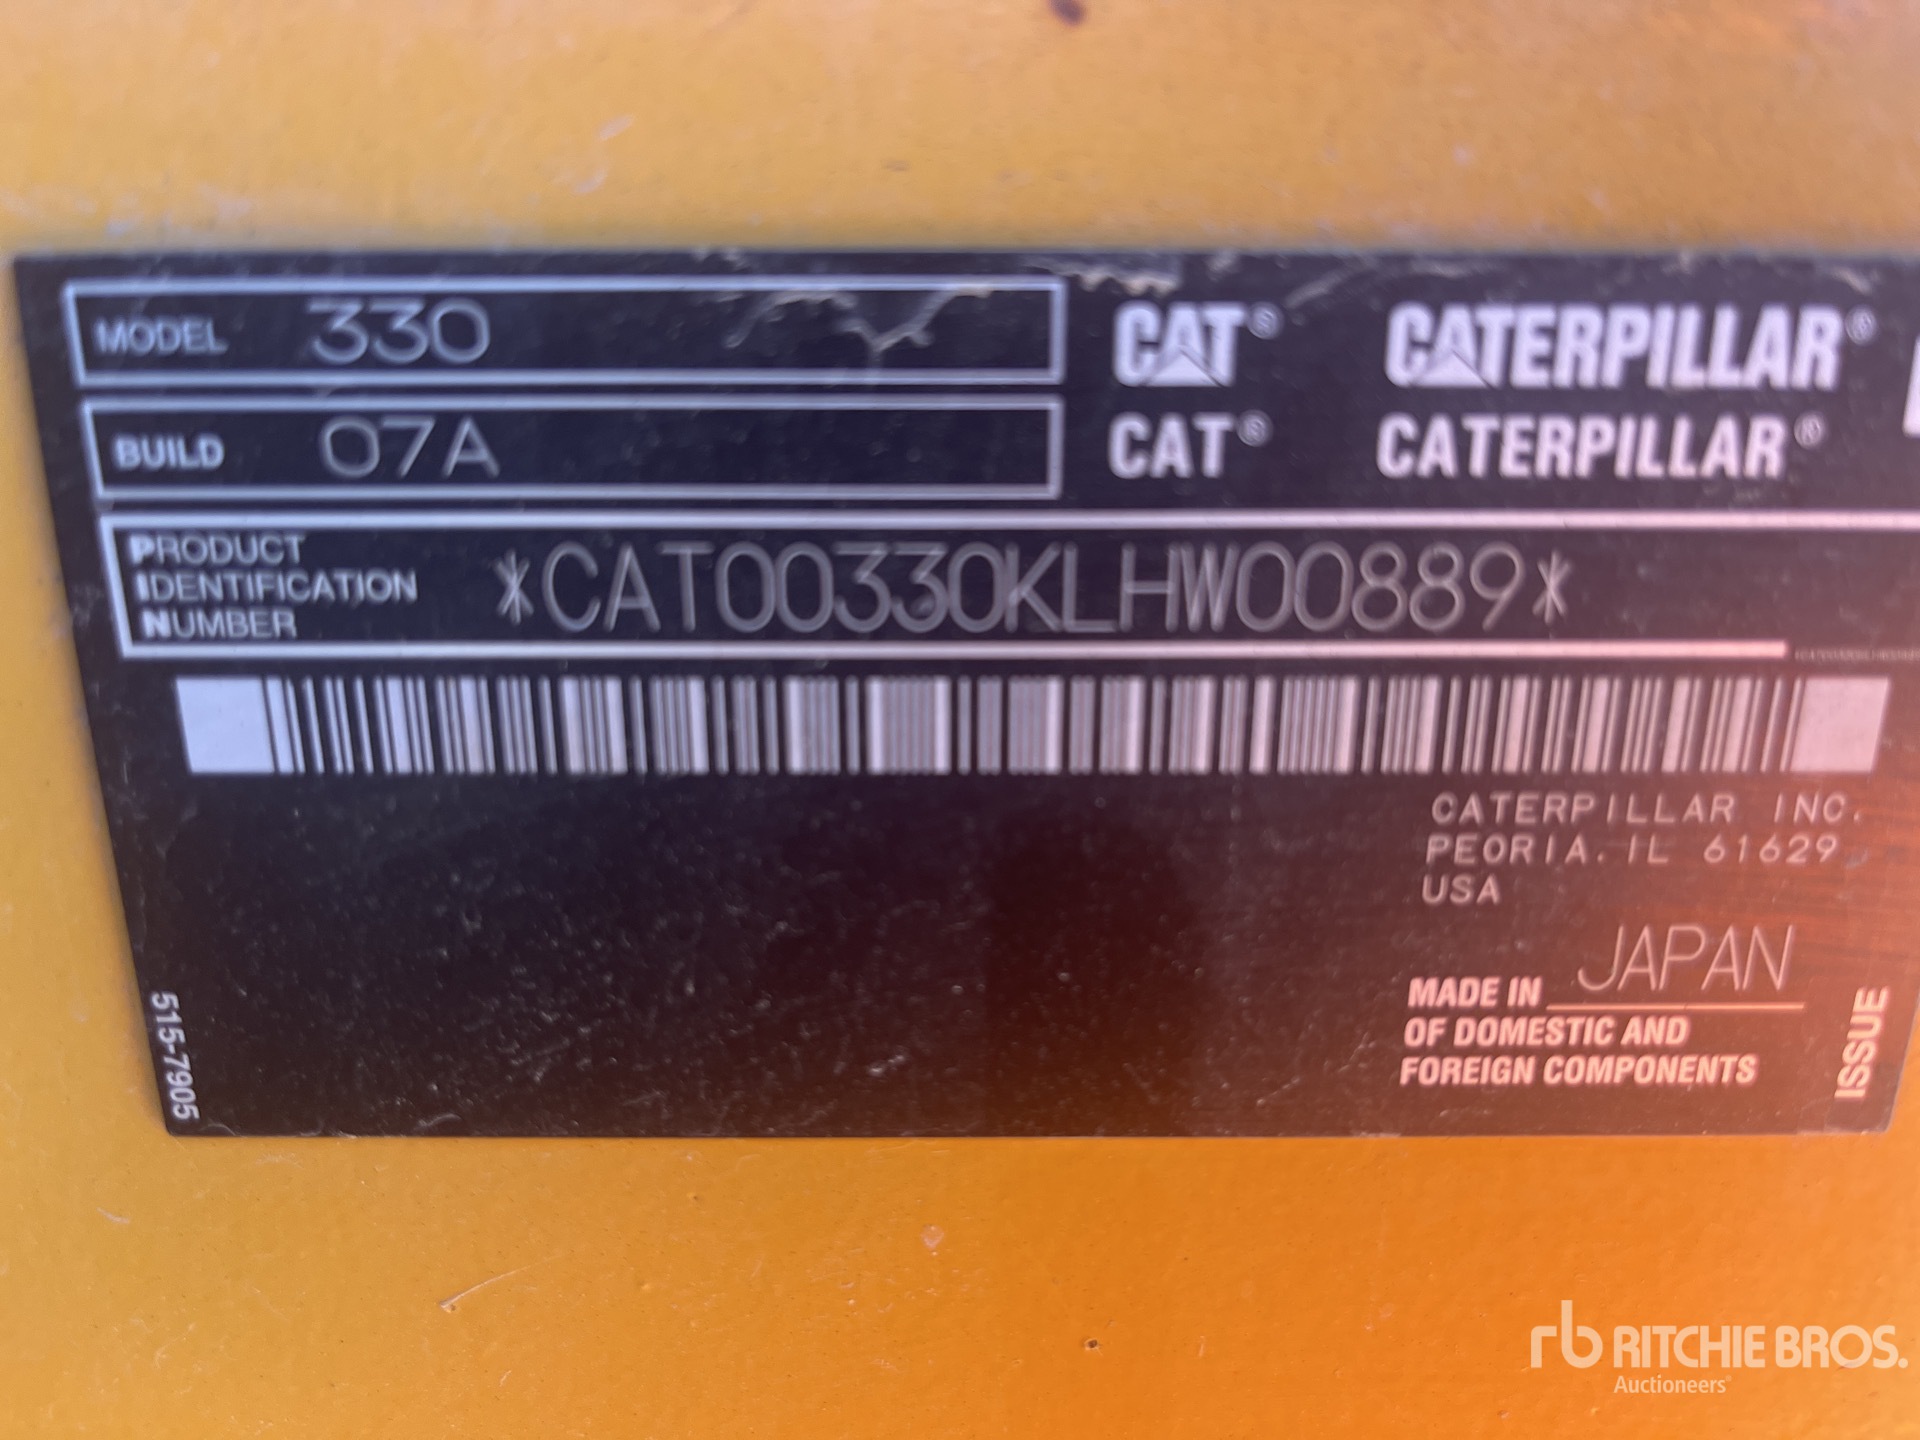 MODEL 330
BUILD 07A
CAT® CATERPILLAR®
CAT® CATERPILLAR®
PRODUCT
IDENTIFICATION
NUMBER
*CAT00330KLHW00889*
CATERPILLAR INC.
PEORIA, IL 61629
USA
MADE IN JAPAN
OF DOMESTIC AND
FOREIGN COMPONENTS
ISSUE
515-7905
rb RITCHIE BROS.
Auctioneers